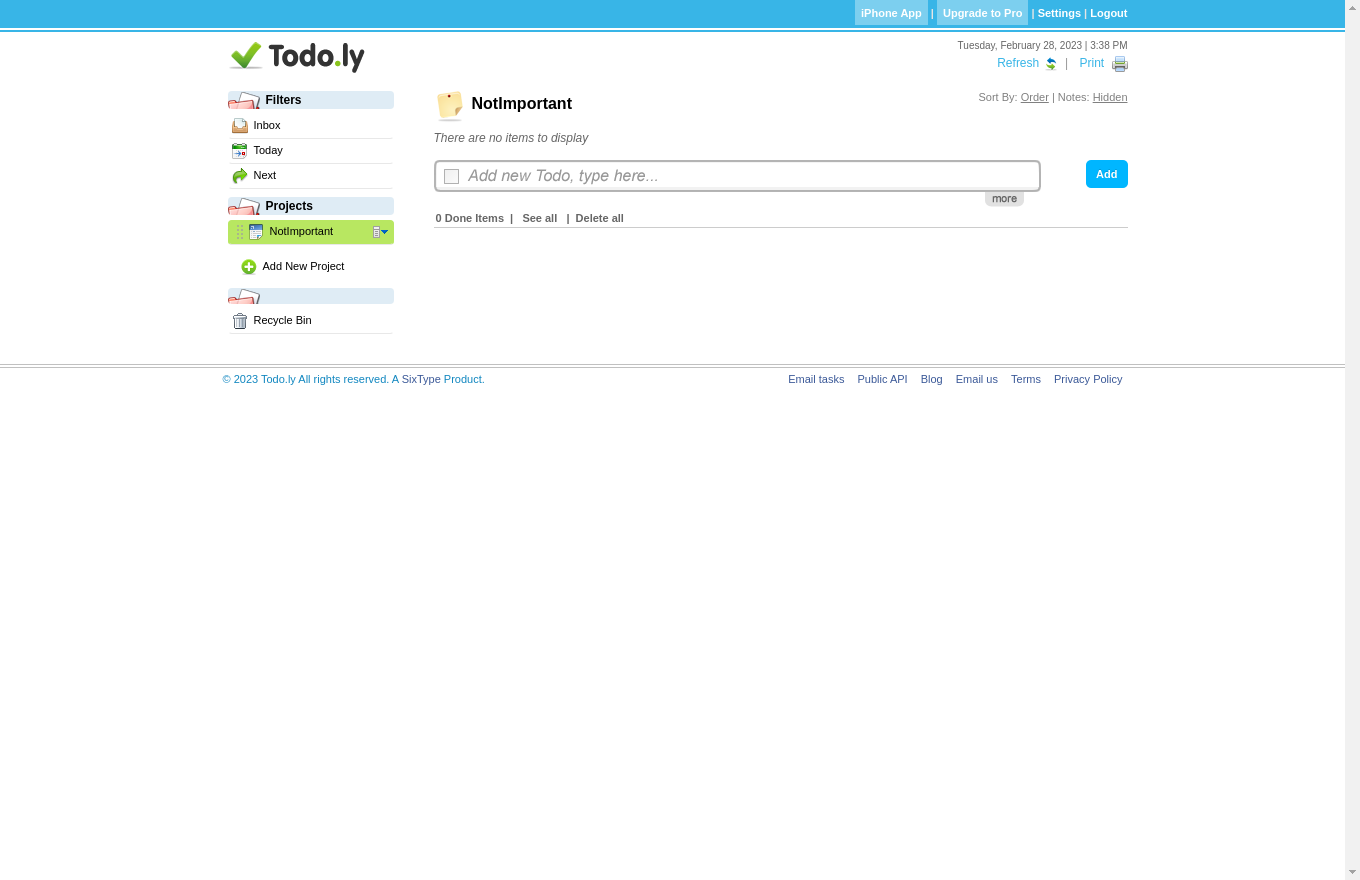 iPhone App | Upgrade to Pro | Settings | Logout
Todo.ly
Tuesday, February 28, 2023 | 3:38 PM
Refresh | Print
Filters
Inbox
Today
Next
Projects
NotImportant
Add New Project
Recycle Bin
NotImportant
Sort By: Order | Notes: Hidden
There are no items to display
Add new Todo, type here...
Add
more
0 Done Items | See all | Delete all
© 2023 Todo.ly All rights reserved. A SixType Product.
Email tasks Public API Blog Email us Terms Privacy Policy